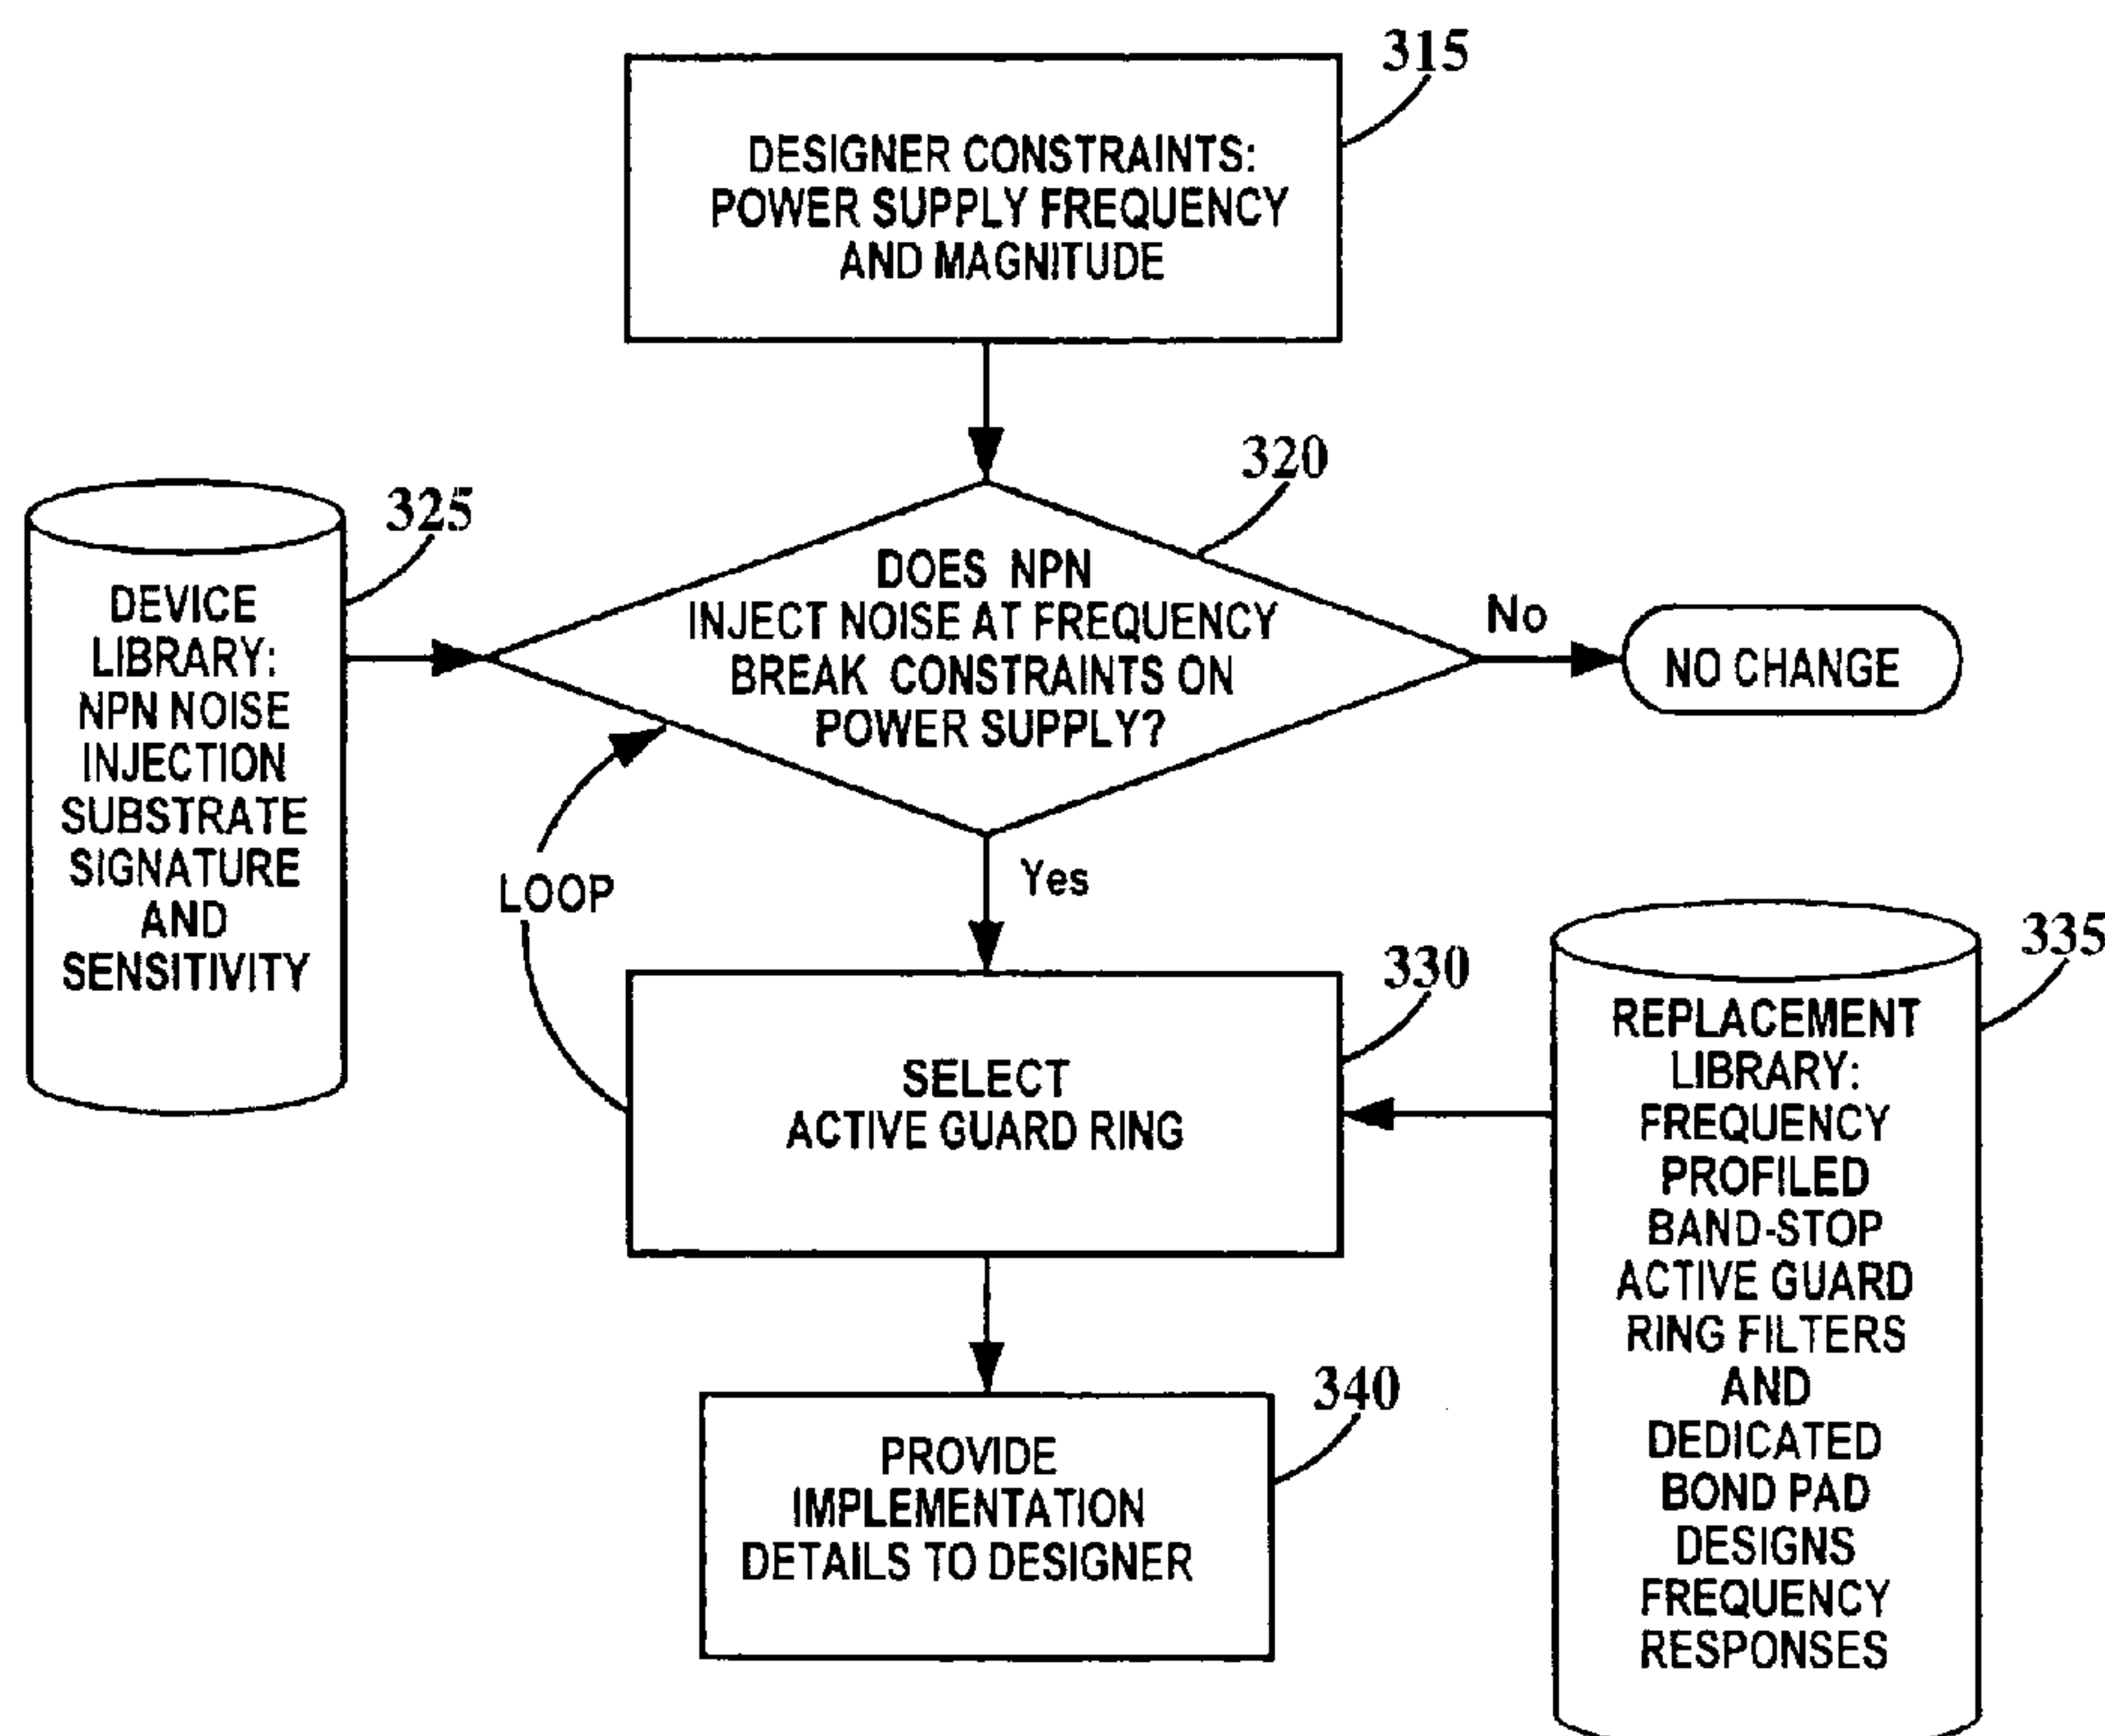 315
DESIGNER CONSTRAINTS:
POWER SUPPLY FREQUENCY
AND MAGNITUDE
320
325
DEVICE
LIBRARY:
NPN NOISE
INJECTION
SUBSTRATE
SIGNATURE
AND
SENSITIVITY
DOES NPN
INJECT NOISE AT FREQUENCY
BREAK CONSTRAINTS ON
POWER SUPPLY?
No
NO CHANGE
LOOP
Yes
330
SELECT
ACTIVE GUARD RING
335
REPLACEMENT
LIBRARY:
FREQUENCY
PROFILED
BAND-STOP
ACTIVE GUARD
RING FILTERS
AND
DEDICATED
BOND PAD
DESIGNS
FREQUENCY
RESPONSES
340
PROVIDE
IMPLEMENTATION
DETAILS TO DESIGNER